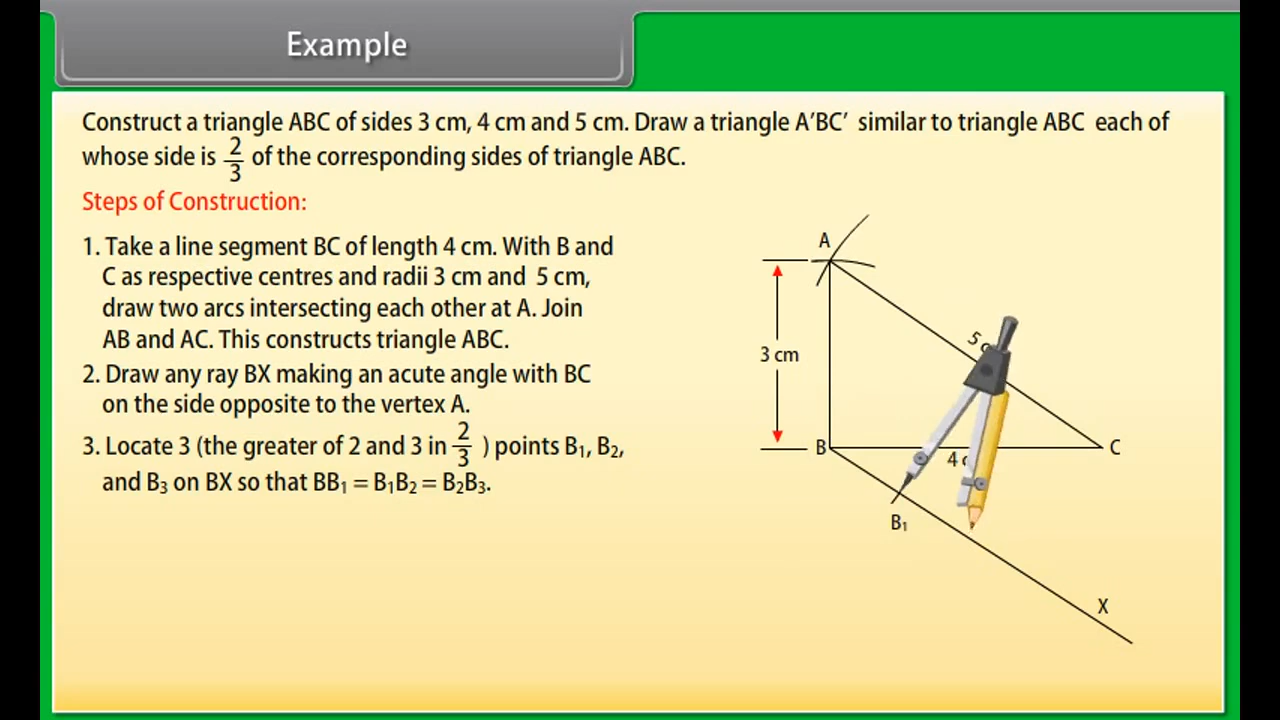 Example
Construct a triangle ABC of sides 3 cm, 4 cm and 5 cm. Draw a triangle A′BC′ similar to triangle ABC each of
whose side is 2/3 of the corresponding sides of triangle ABC.
Steps of Construction:
1. Take a line segment BC of length 4 cm. With B and
C as respective centres and radii 3 cm and 5 cm,
draw two arcs intersecting each other at A. Join
AB and AC. This constructs triangle ABC.
2. Draw any ray BX making an acute angle with BC
on the side opposite to the vertex A.
3. Locate 3 (the greater of 2 and 3 in 2/3 ) points B₁, B₂,
and B₃ on BX so that BB₁ = B₁B₂ = B₂B₃.
A
5
3 cm
B
C
4
B₁
X